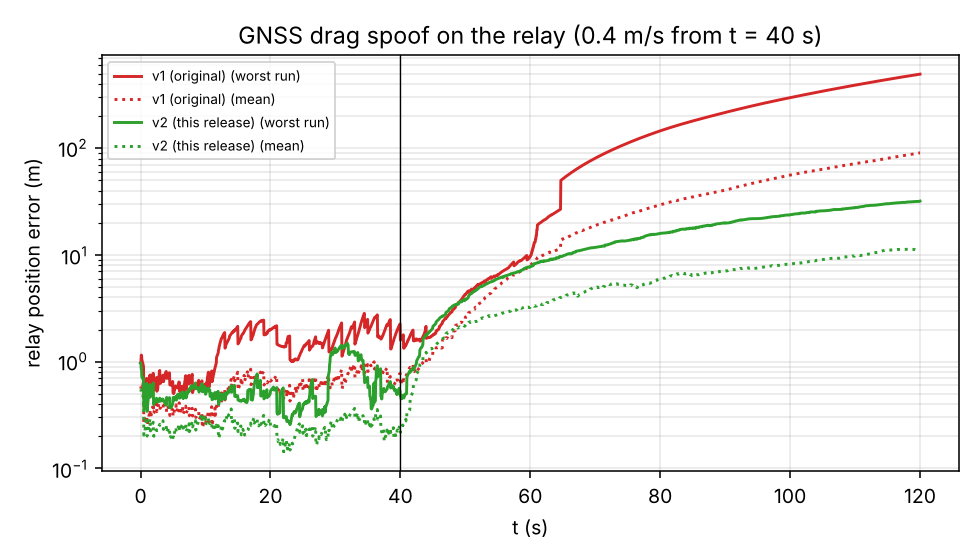 GNSS drag spoof on the relay (0.4 m/s from t = 40 s)
v1 (original) (worst run)
v1 (original) (mean)
v2 (this release) (worst run)
v2 (this release) (mean)
relay position error (m)
10²
10¹
10⁰
10⁻¹
0 20 40 60 80 100 120
t (s)